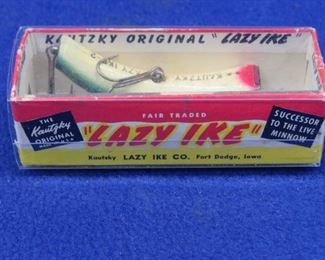 KAUTZKY ORIGINAL "LAZY IKE"
KAUTZKY
THE
Kautzky
ORIGINAL
FAIR TRADED
"LAZY IKE"
Kautzky LAZY IKE CO. Fort Dodge, Iowa
SUCCESSOR
TO THE LIVE
MINNOW